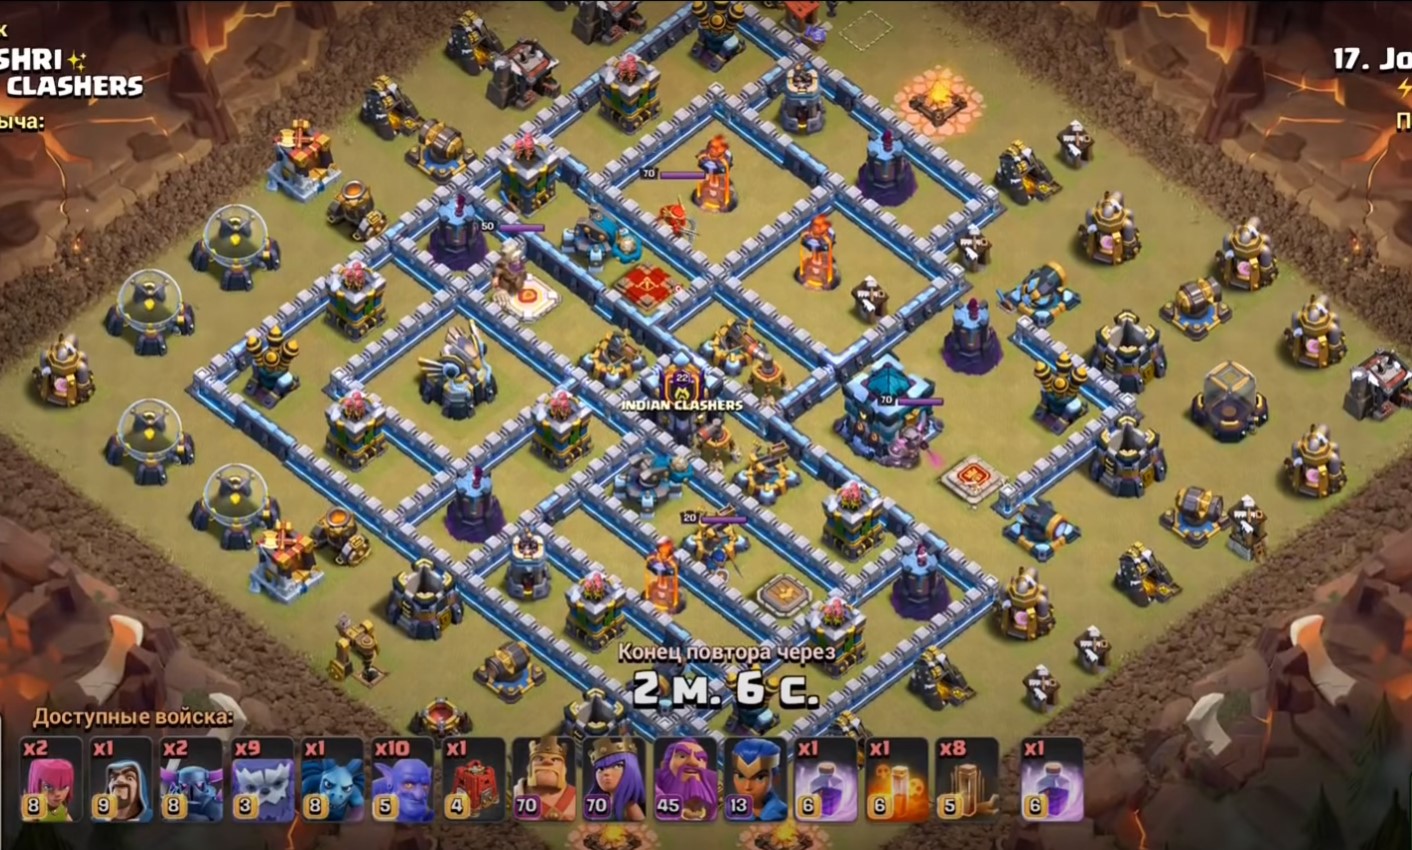 к
SHRI
CLASHERS
ыча:
17. Jo
П
70
50
22
INDIAN CLASHERS
70
20
Конец повтора через
2 м. 6 с.
Доступные войска:
x2 x1 x2 x9 x1 x10 x1 x1 x1 x8 x1
8 9 8 3 8 5 4 70 70 45 13 6 6 5 6